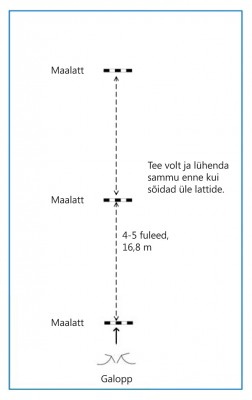 Maalatt
Tee volt ja lühenda
sammu enne kui
sõidad üle lattide.
Maalatt
4-5 fuleed,
16,8 m
Maalatt
Galopp